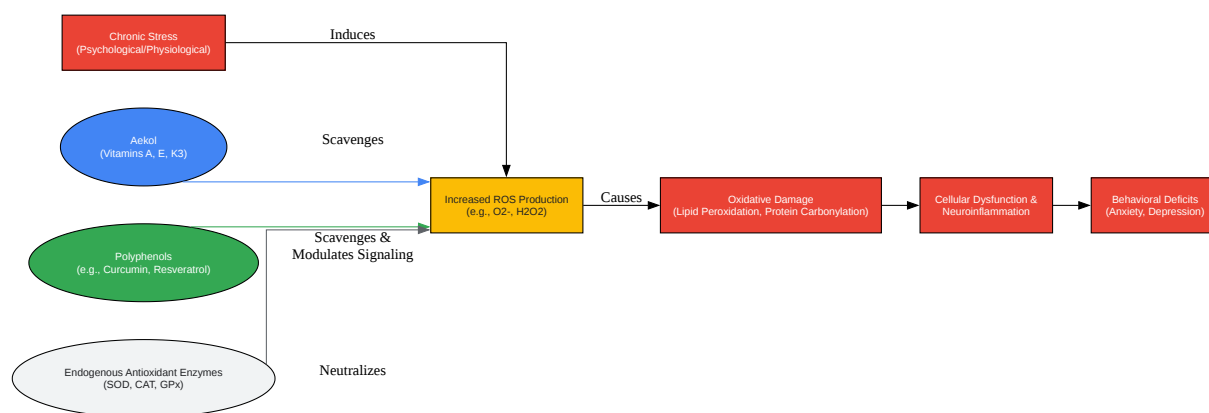 Chronic Stress
(Psychological/Physiological)
Induces
Aekol
(Vitamins A, E, K3)
Scavenges
Increased ROS Production
(e.g., O2-, H2O2)
Causes
Oxidative Damage
(Lipid Peroxidation, Protein Carbonylation)
Cellular Dysfunction &
Neuroinflammation
Behavioral Deficits
(Anxiety, Depression)
Polyphenols
(e.g., Curcumin, Resveratrol)
Scavenges &
Modulates Signaling
Endogenous Antioxidant Enzymes
(SOD, CAT, GPx)
Neutralizes